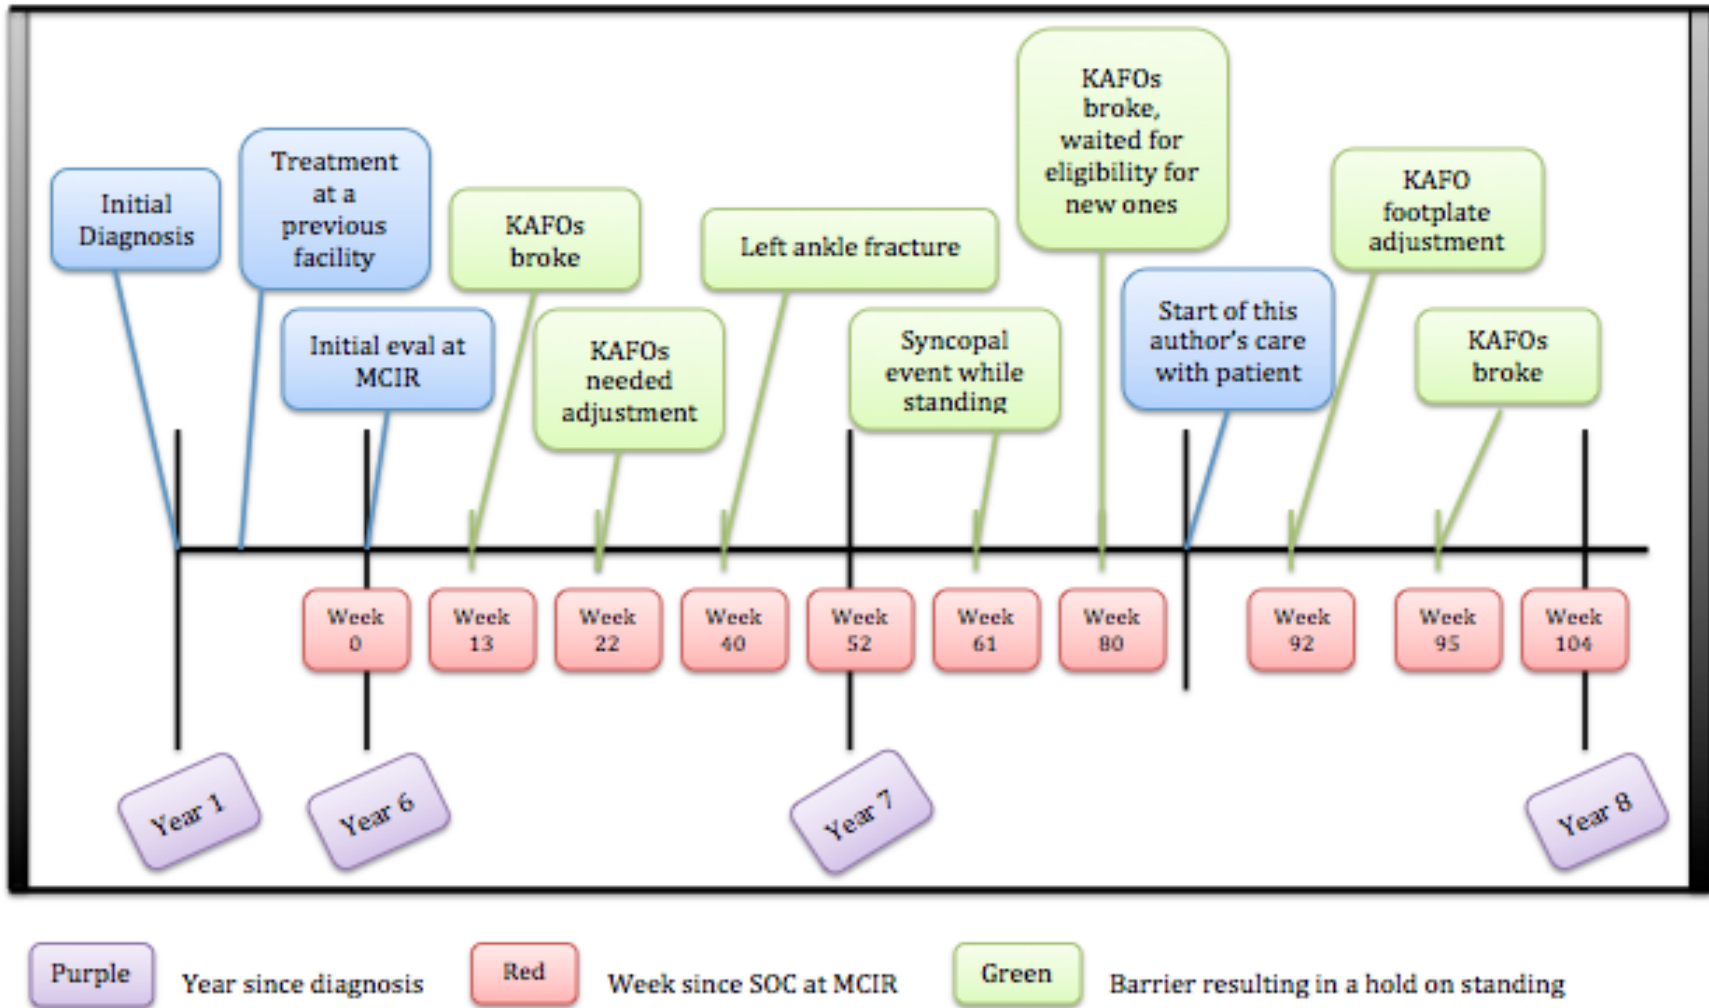 Initial
Diagnosis
Treatment
at a
previous
facility
Initial eval at
MCIR
KAFOs
broke
KAFOs
needed
adjustment
Left ankle fracture
Syncopal
event while
standing
KAFOs
broke,
waited for
eligibility for
new ones
Start of this
author's care
with patient
KAFO
footplate
adjustment
KAFOs
broke
Week
0
Week
13
Week
22
Week
40
Week
52
Week
61
Week
80
Week
92
Week
95
Week
104
Year 1
Year 6
Year 7
Year 8
Purple
Year since diagnosis
Red
Week since SOC at MCIR
Green
Barrier resulting in a hold on standing